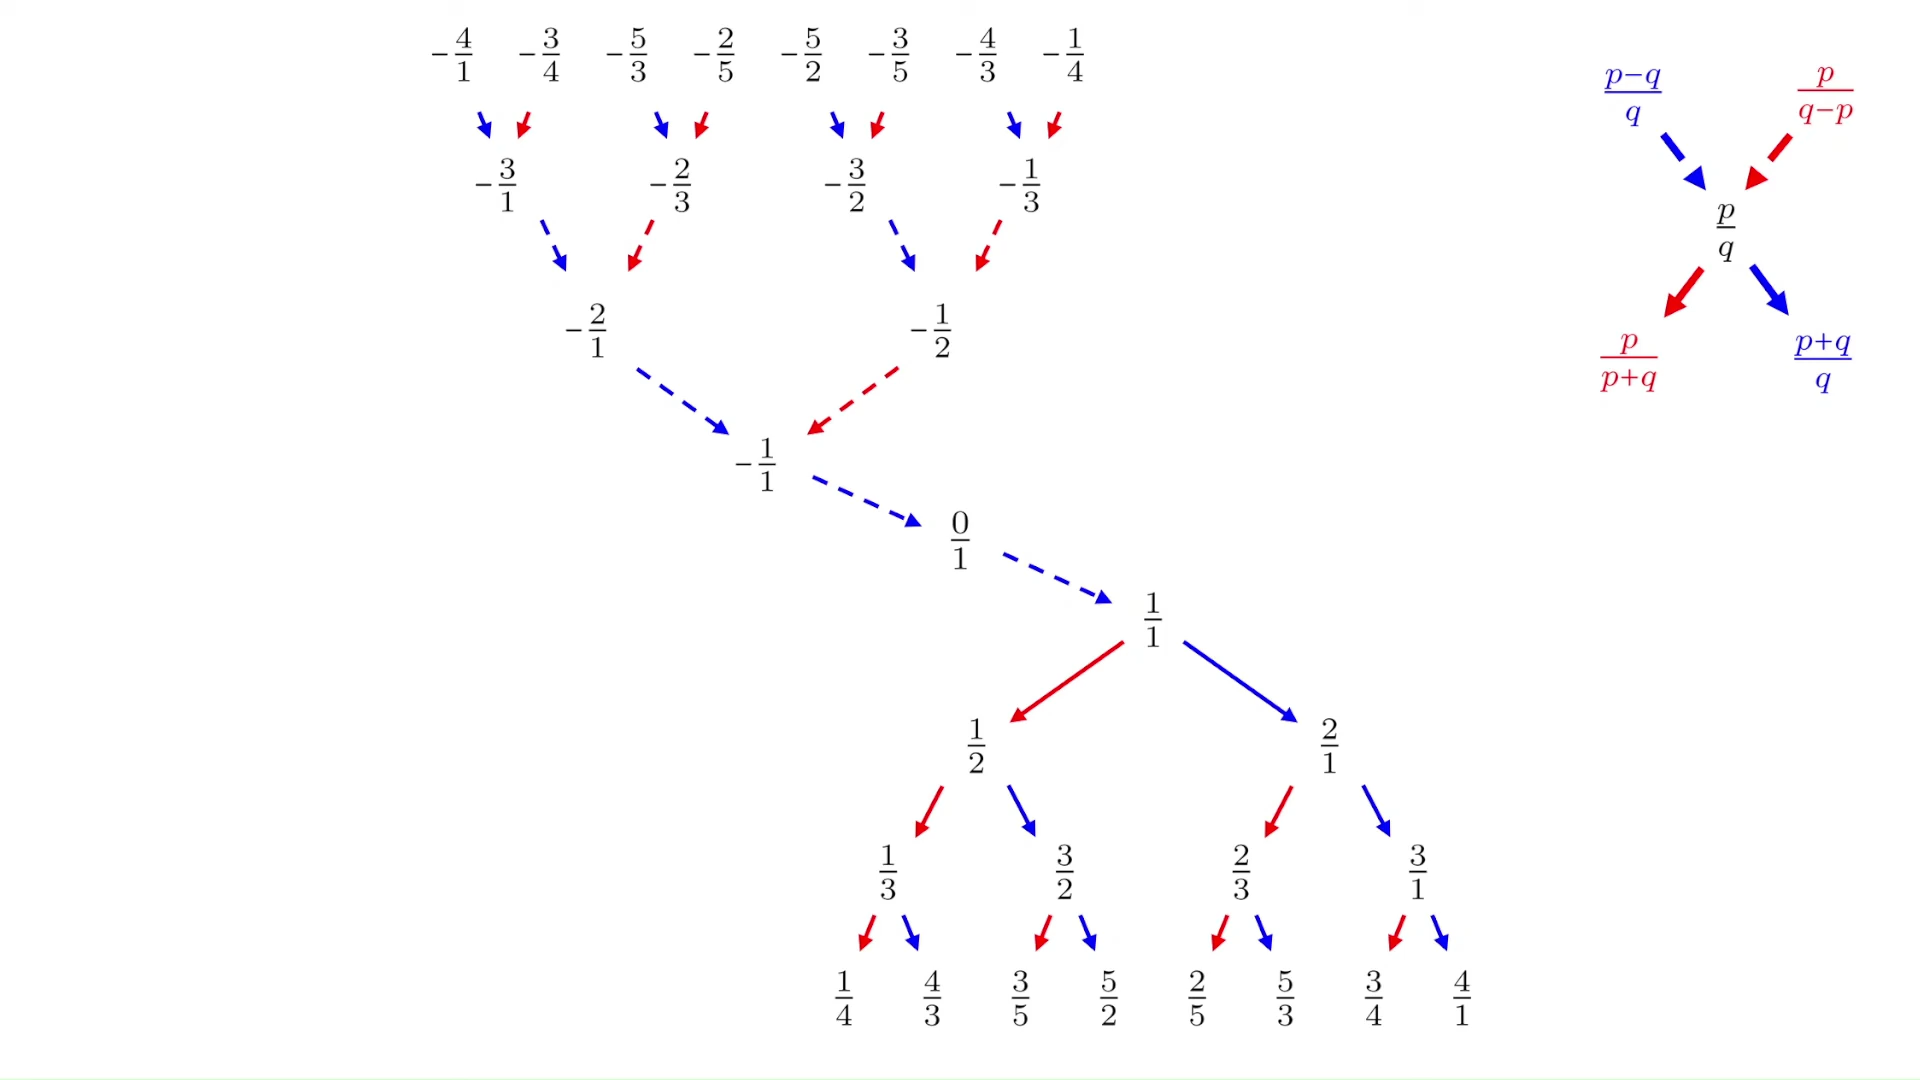 -4/1 -3/4 -5/3 -2/5 -5/2 -3/5 -4/3 -1/4
p−q/q p/q−p
-3/1 -2/3 -3/2 -1/3
p/q
-2/1 -1/2
p/p+q p+q/q
-1/1
0/1
1/1
1/2 2/1
1/3 3/2 2/3 3/1
1/4 4/3 3/5 5/2 2/5 5/3 3/4 4/1